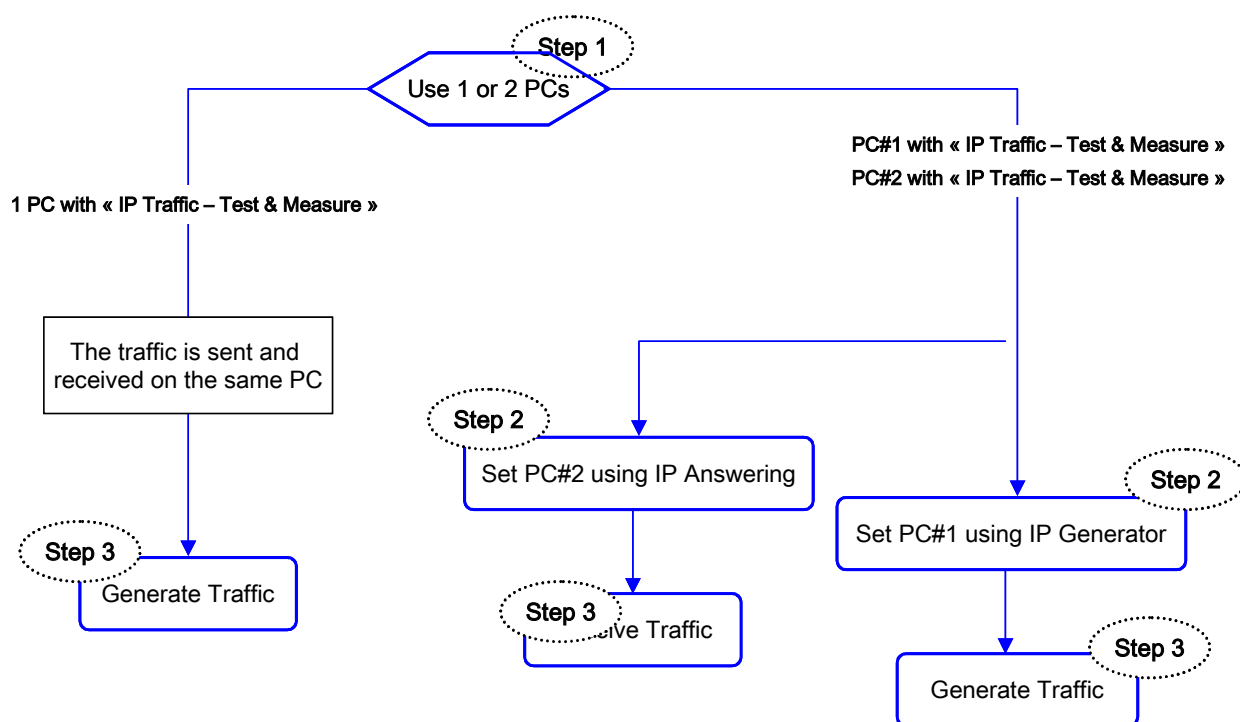 Step 1
Use 1 or 2 PCs
PC#1 with « IP Traffic – Test & Measure »
PC#2 with « IP Traffic – Test & Measure »
1 PC with « IP Traffic – Test & Measure »
The traffic is sent and
received on the same PC
Step 2
Set PC#2 using IP Answering
Step 2
Set PC#1 using IP Generator
Step 3
Generate Traffic
Step 3
Traffic
Step 3
Generate Traffic